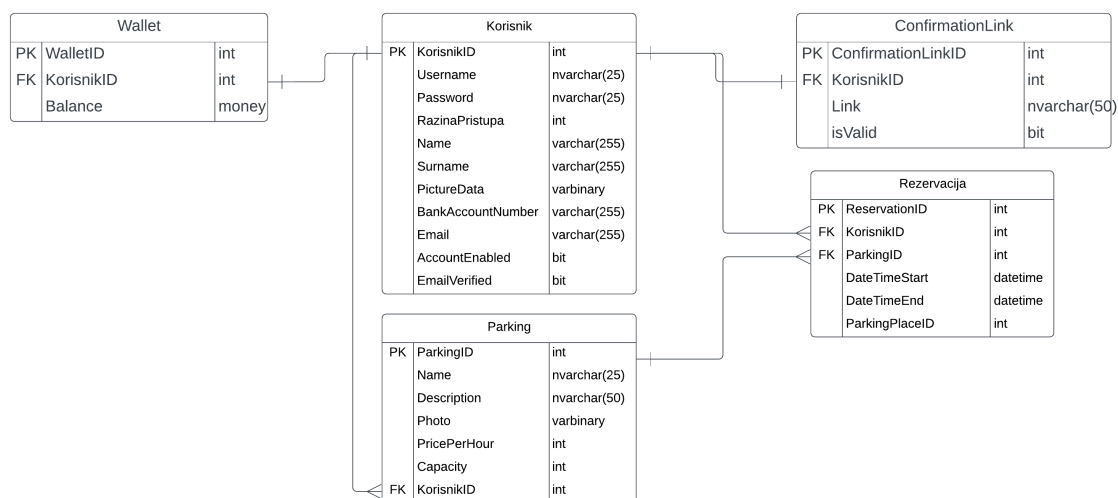 Wallet
PK WalletID int
FK KorisnikID int
Balance money
Korisnik
PK KorisnikID int
Username nvarchar(25)
Password nvarchar(25)
RazinaPristupa int
Name varchar(255)
Surname varchar(255)
PictureData varbinary
BankAccountNumber varchar(255)
Email varchar(255)
AccountEnabled bit
EmailVerified bit
ConfirmationLink
PK ConfirmationLinkID int
FK KorisnikID int
Link nvarchar(50)
isValid bit
Rezervacija
PK ReservationID int
FK KorisnikID int
FK ParkingID int
DateTimeStart datetime
DateTimeEnd datetime
ParkingPlaceID int
Parking
PK ParkingID int
Name nvarchar(25)
Description nvarchar(50)
Photo varbinary
PricePerHour int
Capacity int
FK KorisnikID int